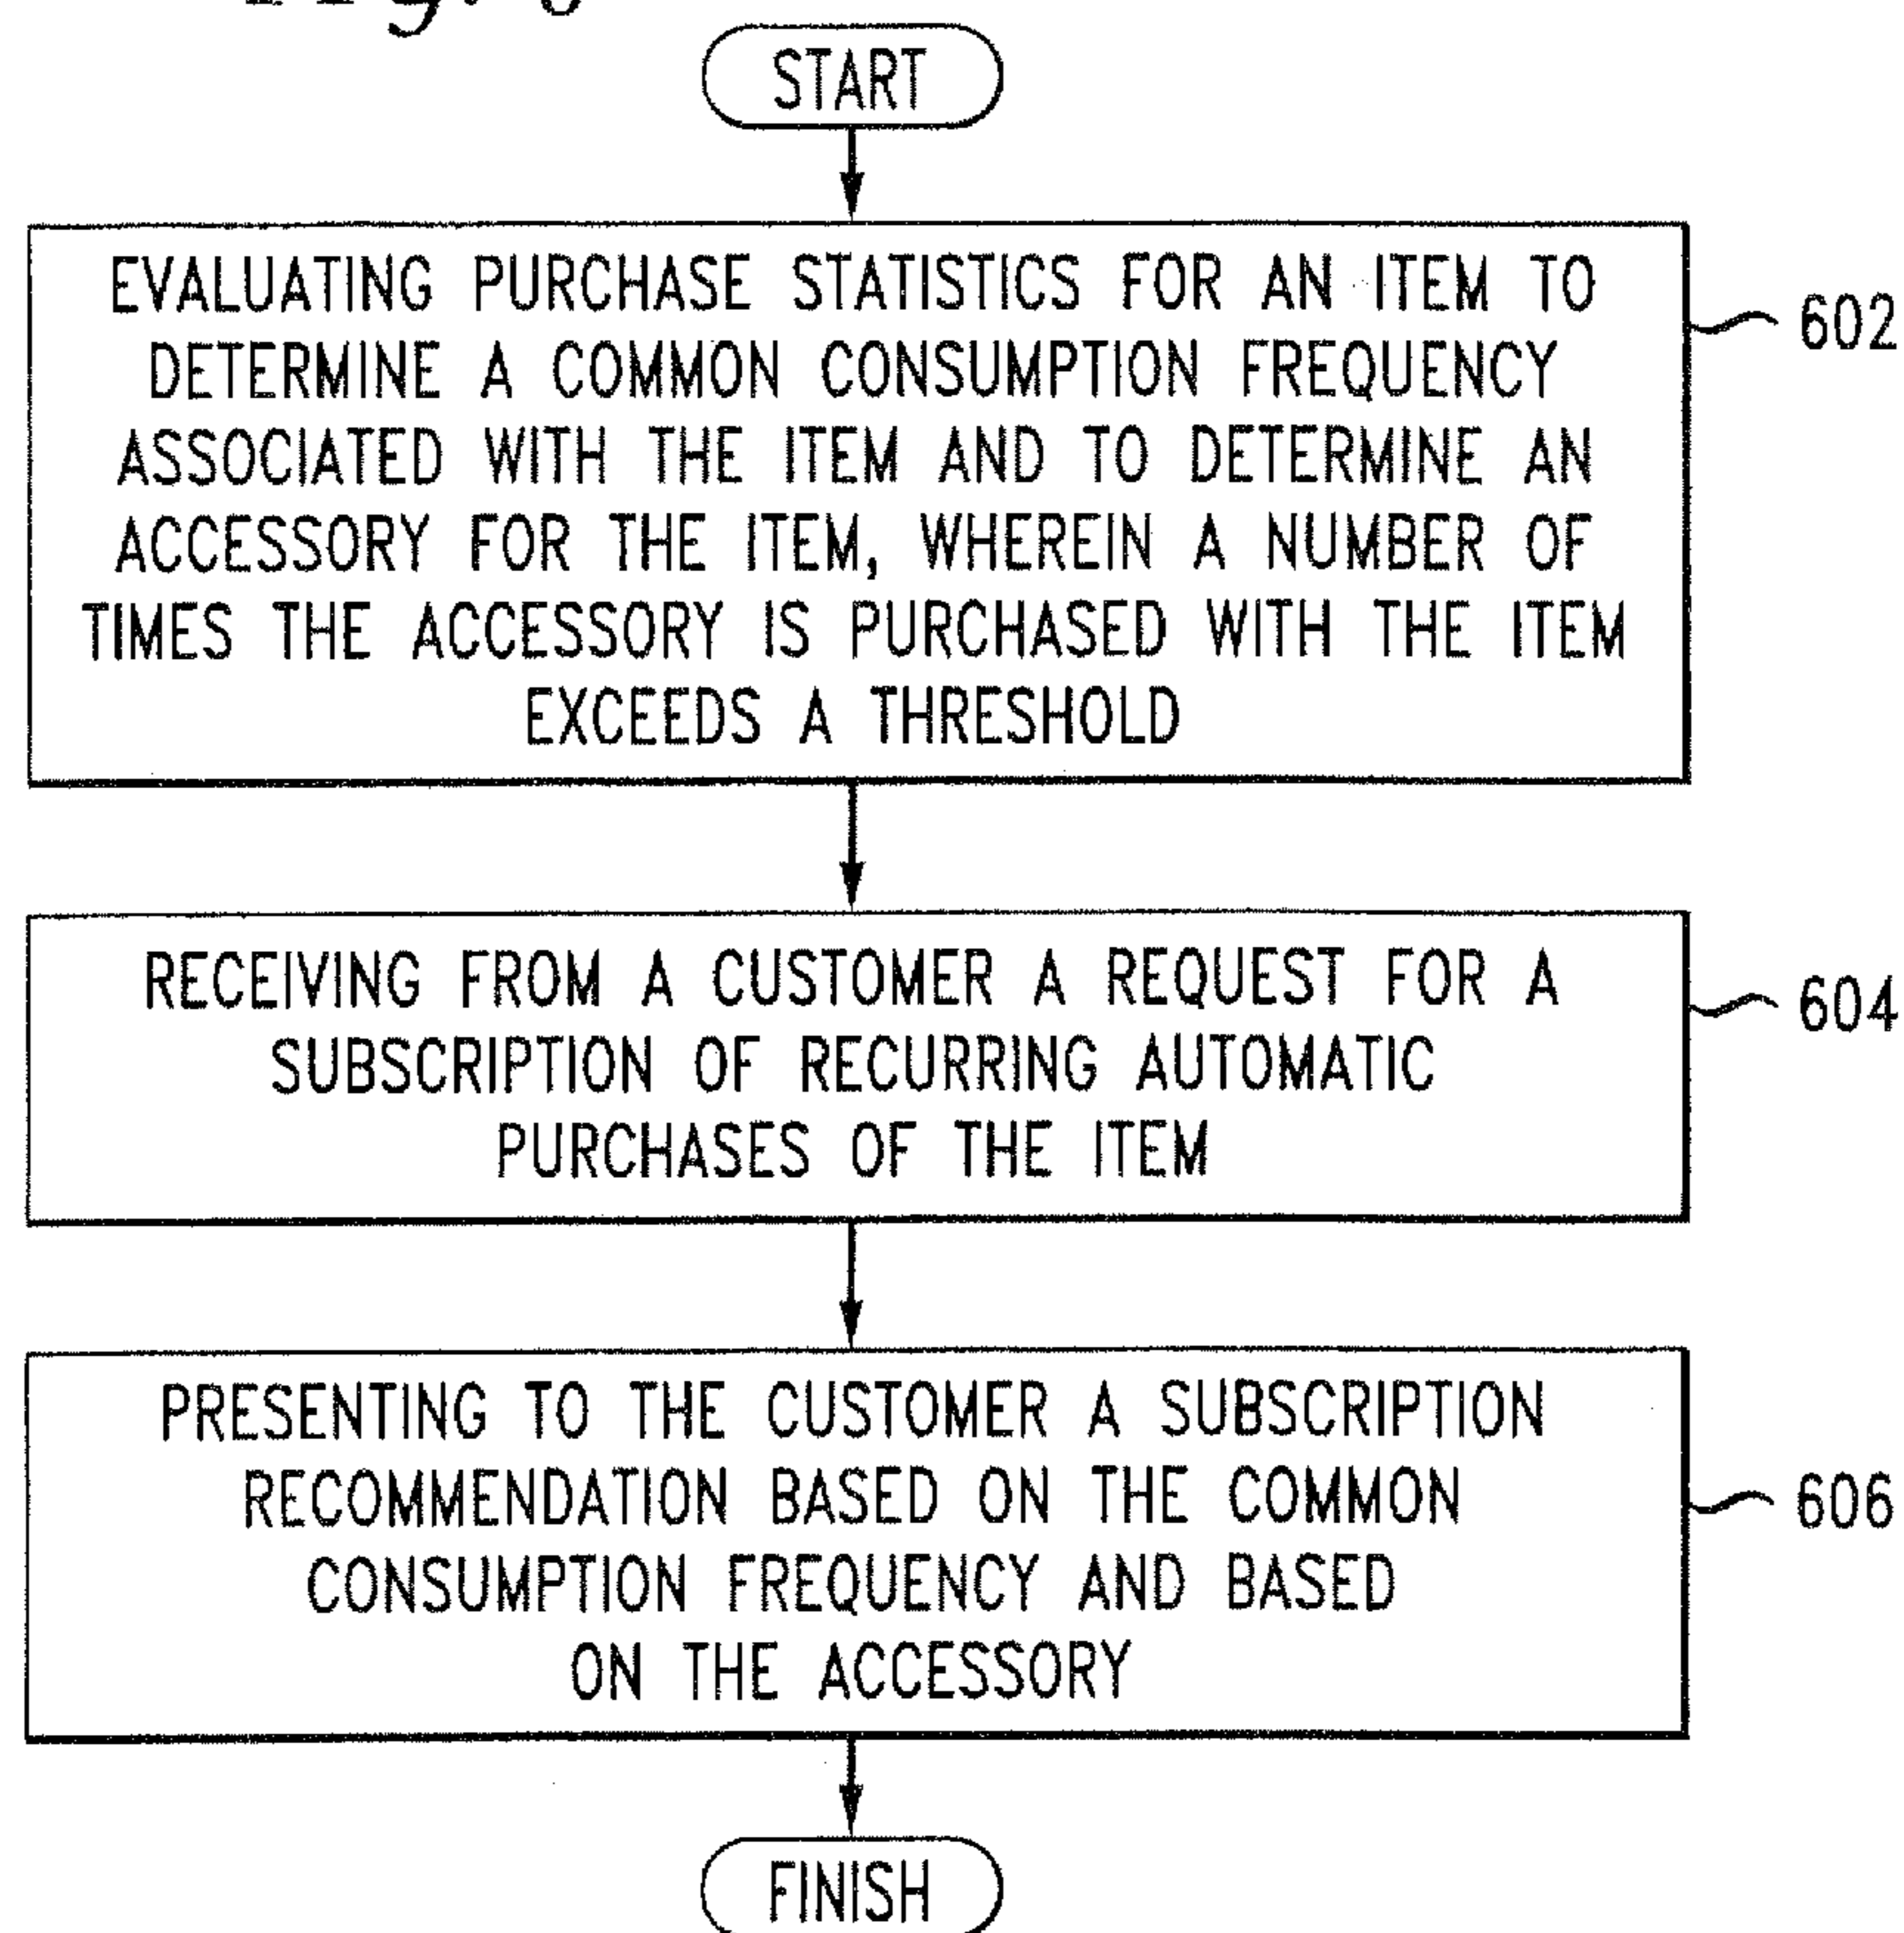 START
EVALUATING PURCHASE STATISTICS FOR AN ITEM TO
DETERMINE A COMMON CONSUMPTION FREQUENCY
ASSOCIATED WITH THE ITEM AND TO DETERMINE AN
ACCESSORY FOR THE ITEM, WHEREIN A NUMBER OF
TIMES THE ACCESSORY IS PURCHASED WITH THE ITEM
EXCEEDS A THRESHOLD
602
RECEIVING FROM A CUSTOMER A REQUEST FOR A
SUBSCRIPTION OF RECURRING AUTOMATIC
PURCHASES OF THE ITEM
604
PRESENTING TO THE CUSTOMER A SUBSCRIPTION
RECOMMENDATION BASED ON THE COMMON
CONSUMPTION FREQUENCY AND BASED
ON THE ACCESSORY
606
FINISH